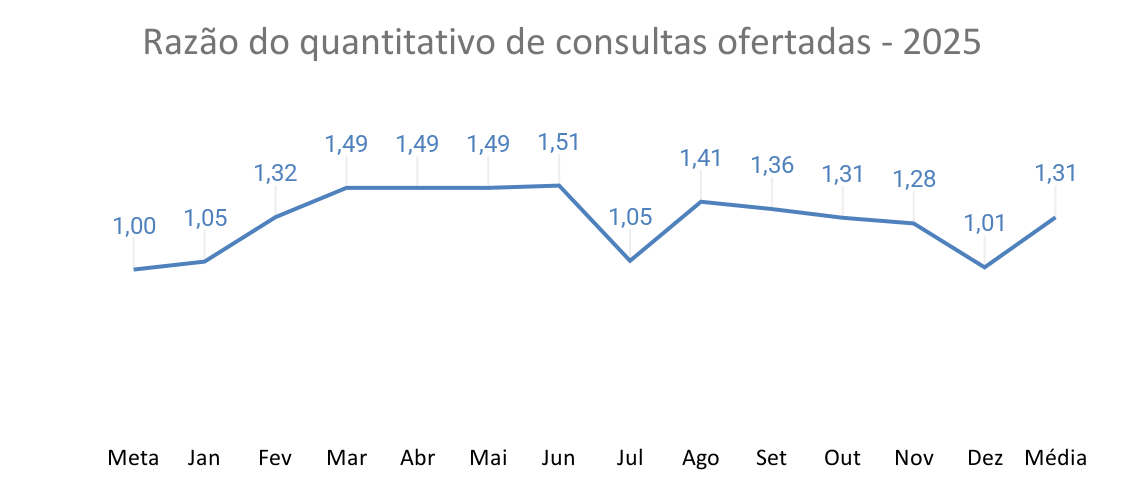 Razão do quantitativo de consultas ofertadas - 2025
1,00 1,05 1,32 1,49 1,49 1,49 1,51 1,05 1,41 1,36 1,31 1,28 1,01 1,31
Meta Jan Fev Mar Abr Mai Jun Jul Ago Set Out Nov Dez Média